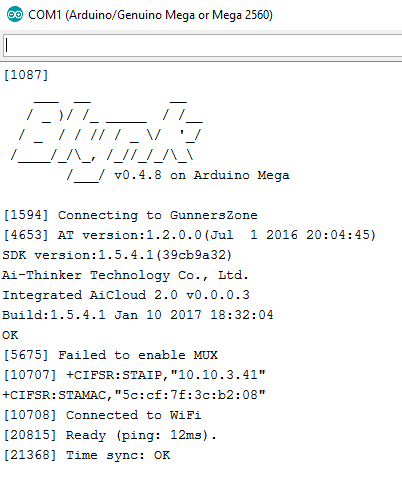 COM1 (Arduino/Genuino Mega or Mega 2560)
[1087]
    ___  __          __
   / _ )/ /_ _____  / /__
  / _  / / // / _ \/  '_/
 /____/_/\_, /_//_/_/\_\
        /___/ v0.4.8 on Arduino Mega
[1594] Connecting to GunnersZone
[4653] AT version:1.2.0.0(Jul  1 2016 20:04:45)
SDK version:1.5.4.1(39cb9a32)
Ai-Thinker Technology Co., Ltd.
Integrated AiCloud 2.0 v0.0.0.3
Build:1.5.4.1 Jan 10 2017 18:32:04
OK
[5675] Failed to enable MUX
[10707] +CIFSR:STAIP,"10.10.3.41"
+CIFSR:STAMAC,"5c:cf:7f:3c:b2:08"
[10708] Connected to WiFi
[20815] Ready (ping: 12ms).
[21368] Time sync: OK